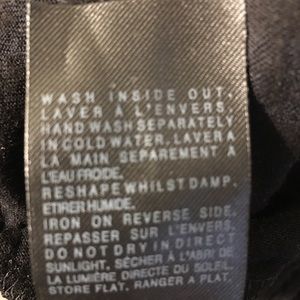 WASH INSIDE OUT.
LAVER A L'ENVERS.
HAND WASH SEPARATELY
IN COLD WATER. LAVER A
LA MAIN SEPAREMENT A
L'EAU FROIDE.
RESHAPE WHILST DAMP.
ETIRER HUMIDE.
IRON ON REVERSE SIDE.
REPASSER SUR L'ENVERS.
DO NOT DRY IN DIRECT
SUNLIGHT. SÉCHER À L'ABRI DE
LA LUMIÈRE DIRECTE DU SOLEIL.
STORE FLAT. RANGER A PLAT.